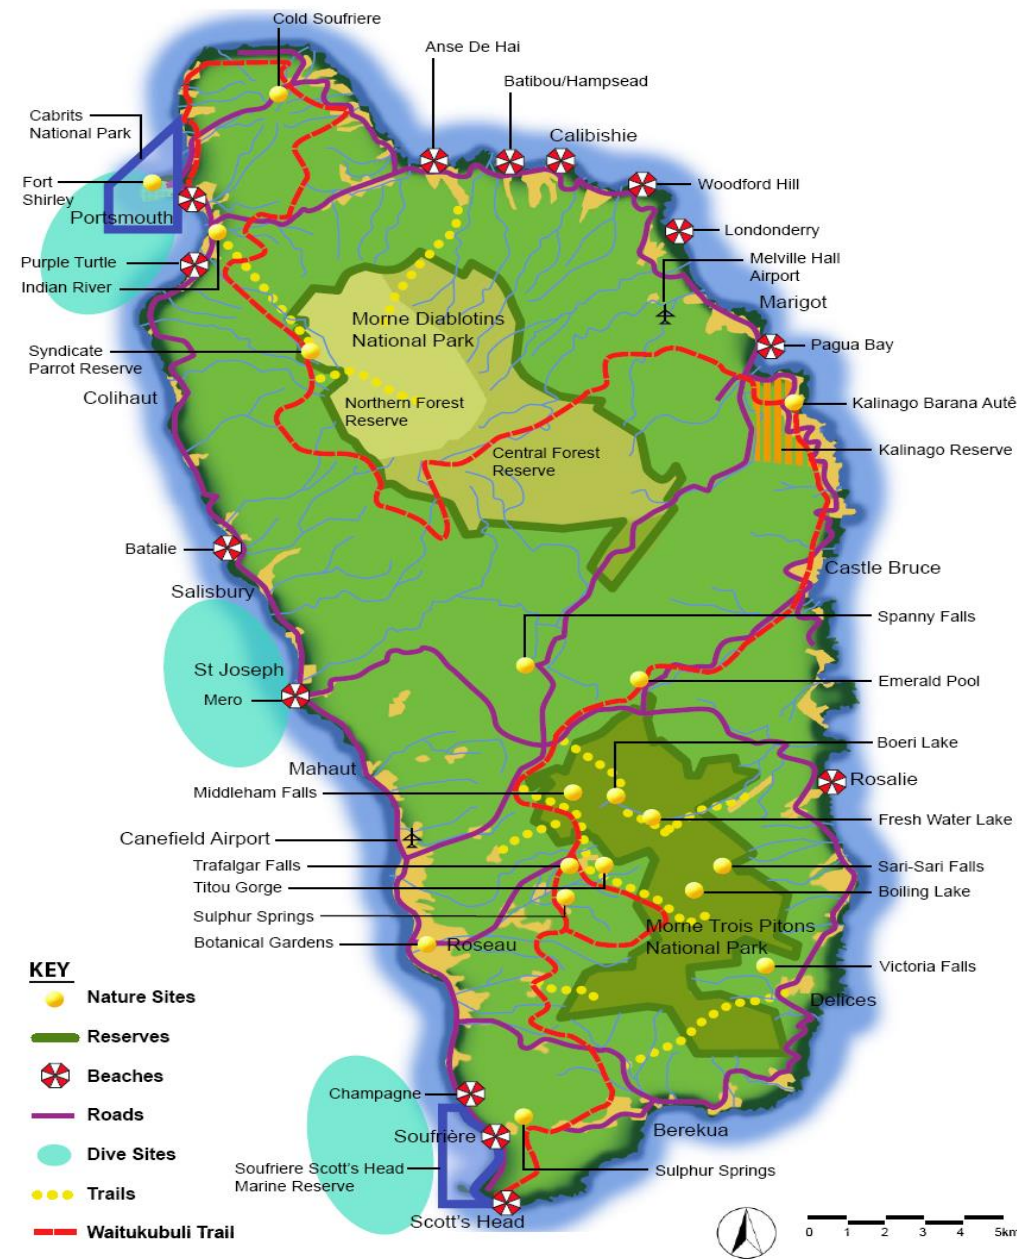 Cold Soufriere
Anse De Hai
Batibou/Hampsead
Calibishie
Cabrits
National Park
Fort
Shirley
Portsmouth
Woodford Hill
Londonderry
Purple Turtle
Indian River
Melville Hall
Airport
Marigot
Morne Diablotins
National Park
Syndicate
Parrot Reserve
Pagua Bay
Colihaut
Northern Forest
Reserve
Kalinago Barana Autê
Central Forest
Reserve
Kalinago Reserve
Batalie
Castle Bruce
Salisbury
Spanny Falls
St Joseph
Mero
Emerald Pool
Boeri Lake
Mahaut
Rosalie
Middleham Falls
Fresh Water Lake
Canefield Airport
Trafalgar Falls
Sari-Sari Falls
Titou Gorge
Boiling Lake
Sulphur Springs
Morne Trois Pitons
National Park
Botanical Gardens
Roseau
Victoria Falls
Delices
KEY
Nature Sites
Reserves
Beaches
Roads
Dive Sites
Trails
Waitukubuli Trail
Champagne
Soufrière
Berekua
Soufriere Scott's Head
Marine Reserve
Sulphur Springs
Scott's Head
0 1 2 3 4 5km